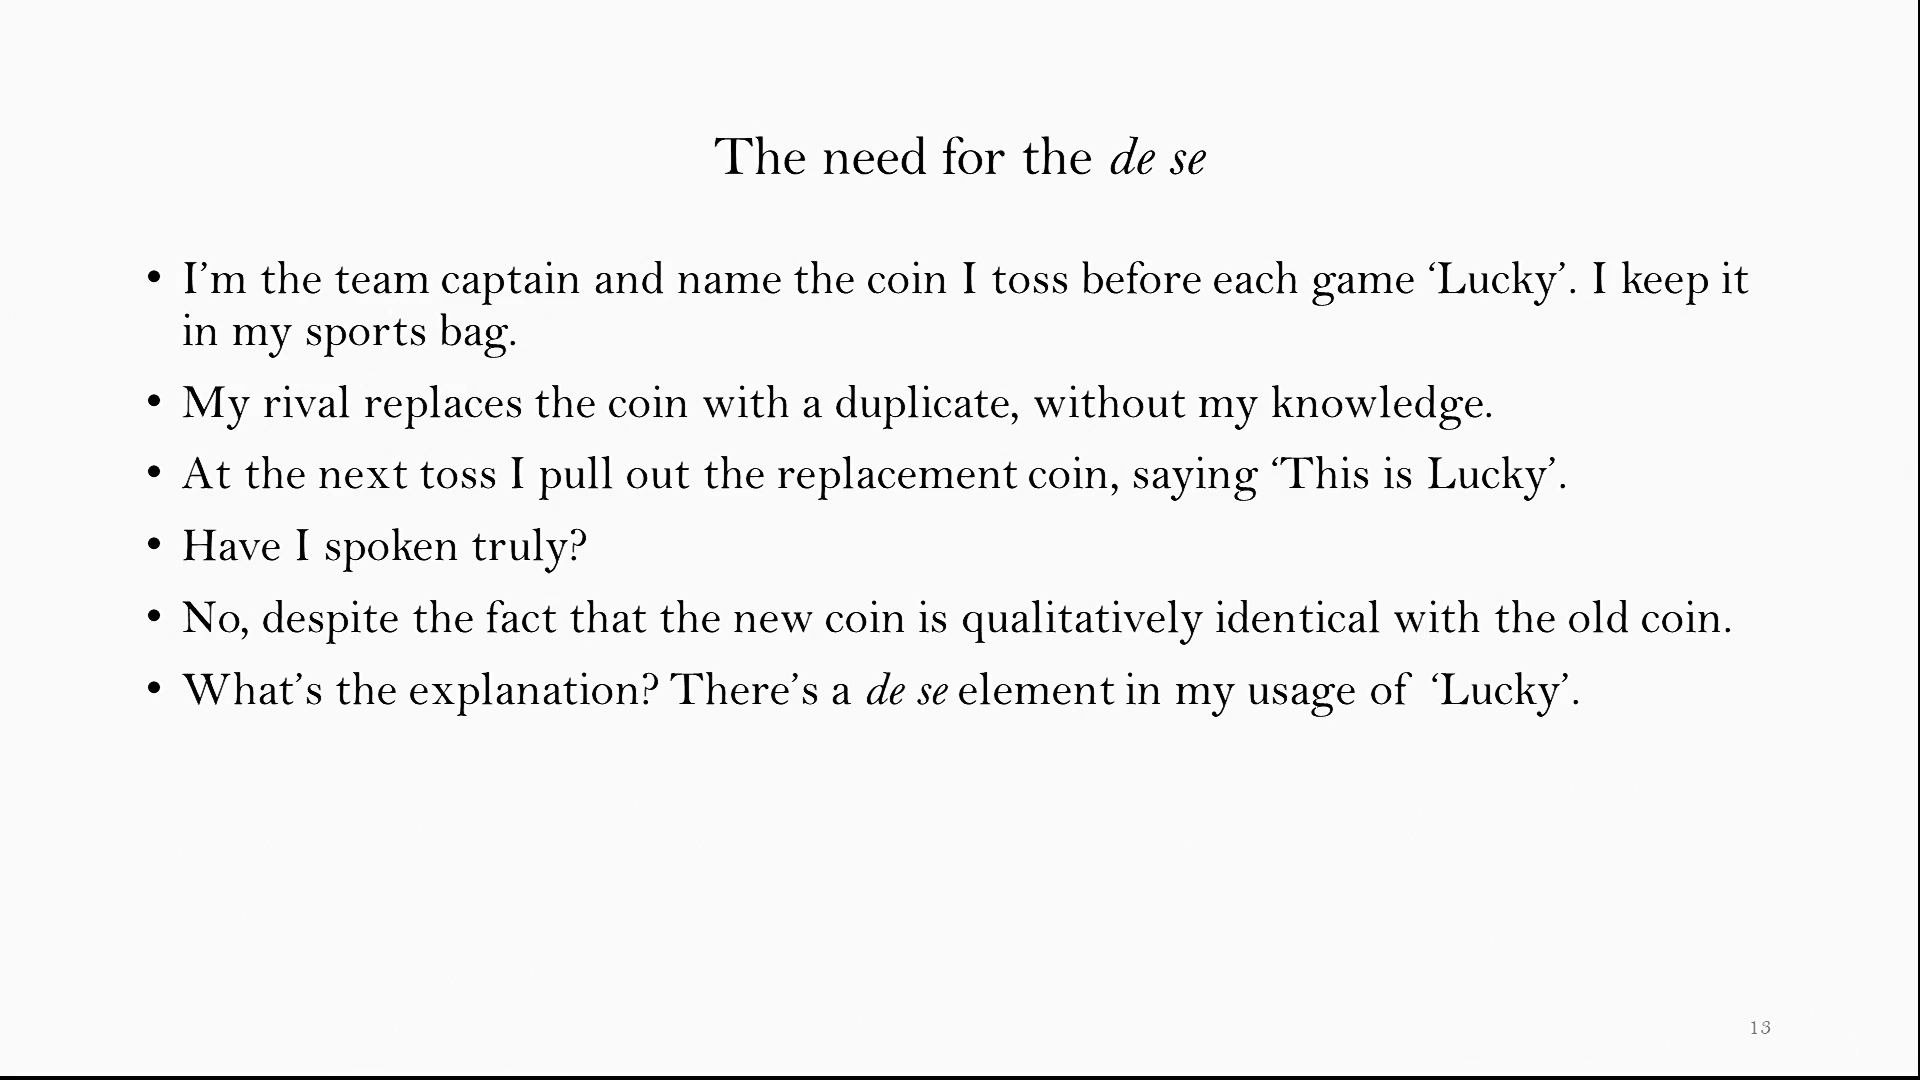 The need for the de se
• I’m the team captain and name the coin I toss before each game ‘Lucky’. I keep it
in my sports bag.
• My rival replaces the coin with a duplicate, without my knowledge.
• At the next toss I pull out the replacement coin, saying ‘This is Lucky’.
• Have I spoken truly?
• No, despite the fact that the new coin is qualitatively identical with the old coin.
• What’s the explanation? There’s a de se element in my usage of ‘Lucky’.
13